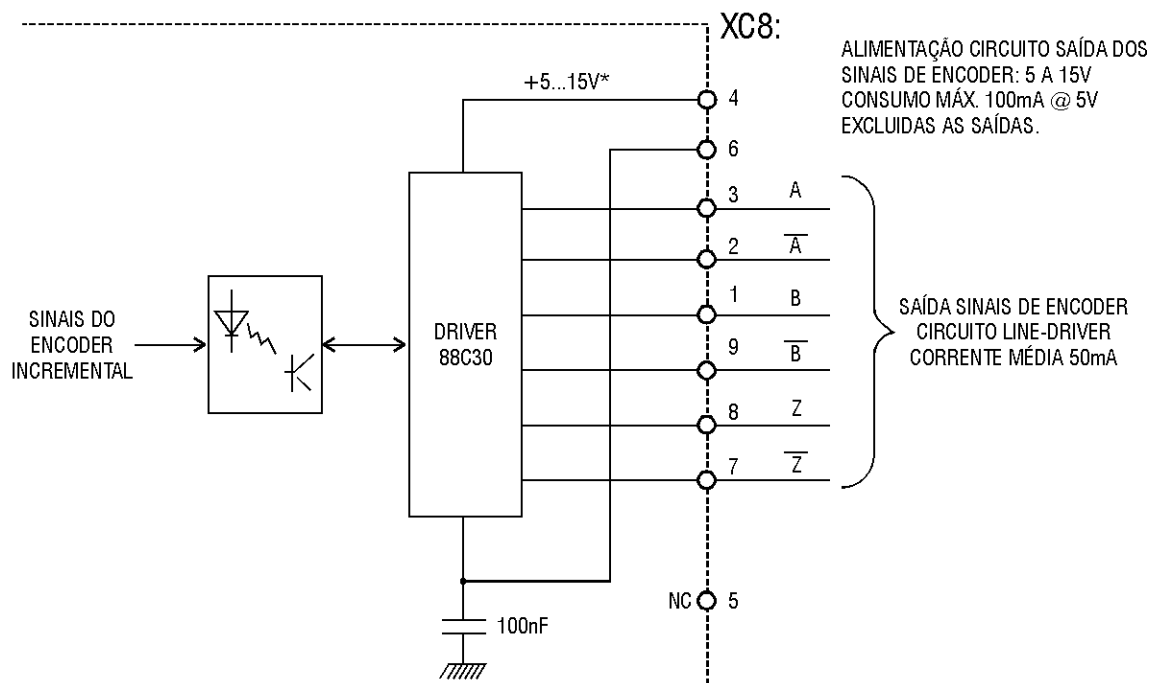 XC8:
ALIMENTAÇÃO CIRCUITO SAÍDA DOS
SINAIS DE ENCODER: 5 A 15V
CONSUMO MÁX. 100mA @ 5V
EXCLUIDAS AS SAÍDAS.
+5...15V*
4
6
3 A
2 A̅
1 B
9 B̅
8 Z
7 Z̅
SINAIS DO
ENCODER
INCREMENTAL
DRIVER
88C30
SAÍDA SINAIS DE ENCODER
CIRCUITO LINE-DRIVER
CORRENTE MÉDIA 50mA
NC 5
100nF